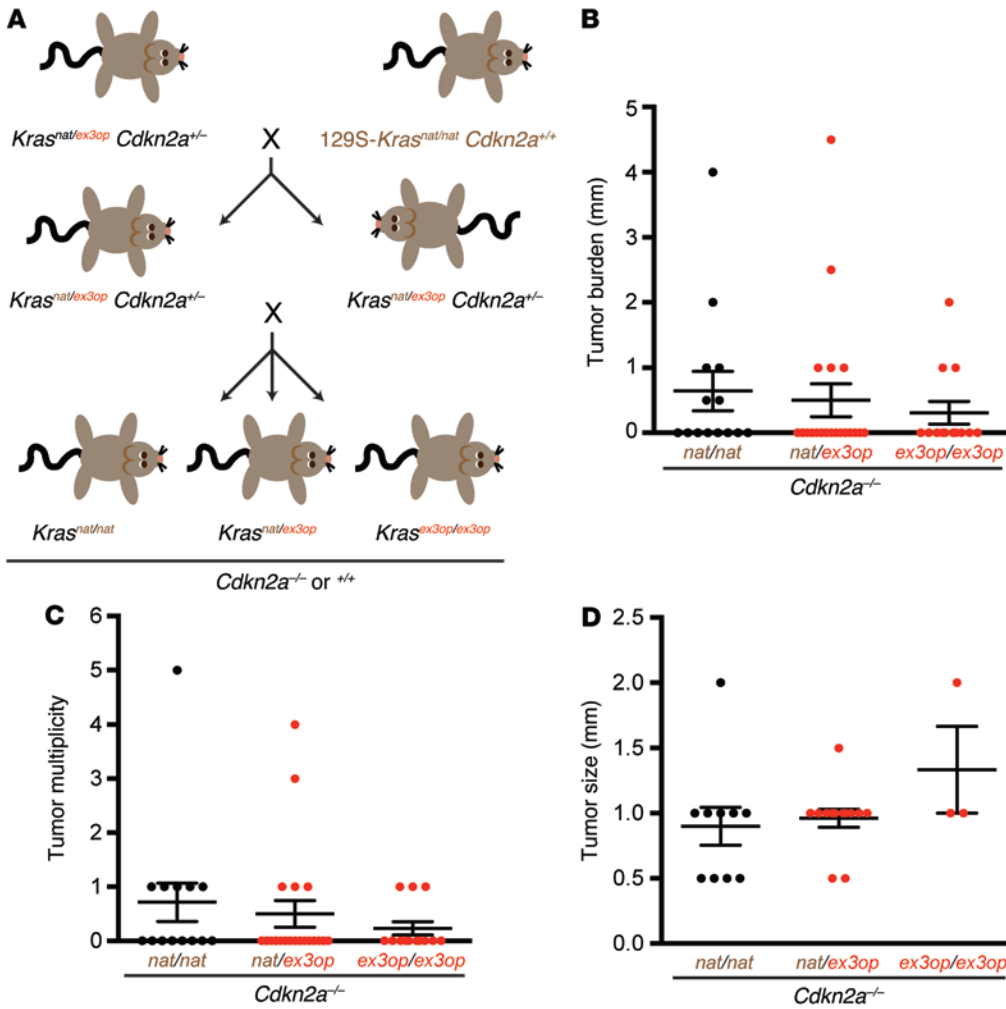 A
Kras^nat/ex3op Cdkn2a^+/–
X
129S-Kras^nat/nat Cdkn2a^+/+
Kras^nat/ex3op Cdkn2a^+/–
Kras^nat/ex3op Cdkn2a^+/–
X
Kras^nat/nat
Kras^nat/ex3op
Kras^ex3op/ex3op
Cdkn2a^–/– or ^+/+
B
Tumor burden (mm)
5
4
3
2
1
0
nat/nat
nat/ex3op
ex3op/ex3op
Cdkn2a^–/–
C
Tumor multiplicity
6
5
4
3
2
1
0
nat/nat
nat/ex3op
ex3op/ex3op
Cdkn2a^–/–
D
Tumor size (mm)
2.5
2.0
1.5
1.0
0.5
0.0
nat/nat
nat/ex3op
ex3op/ex3op
Cdkn2a^–/–